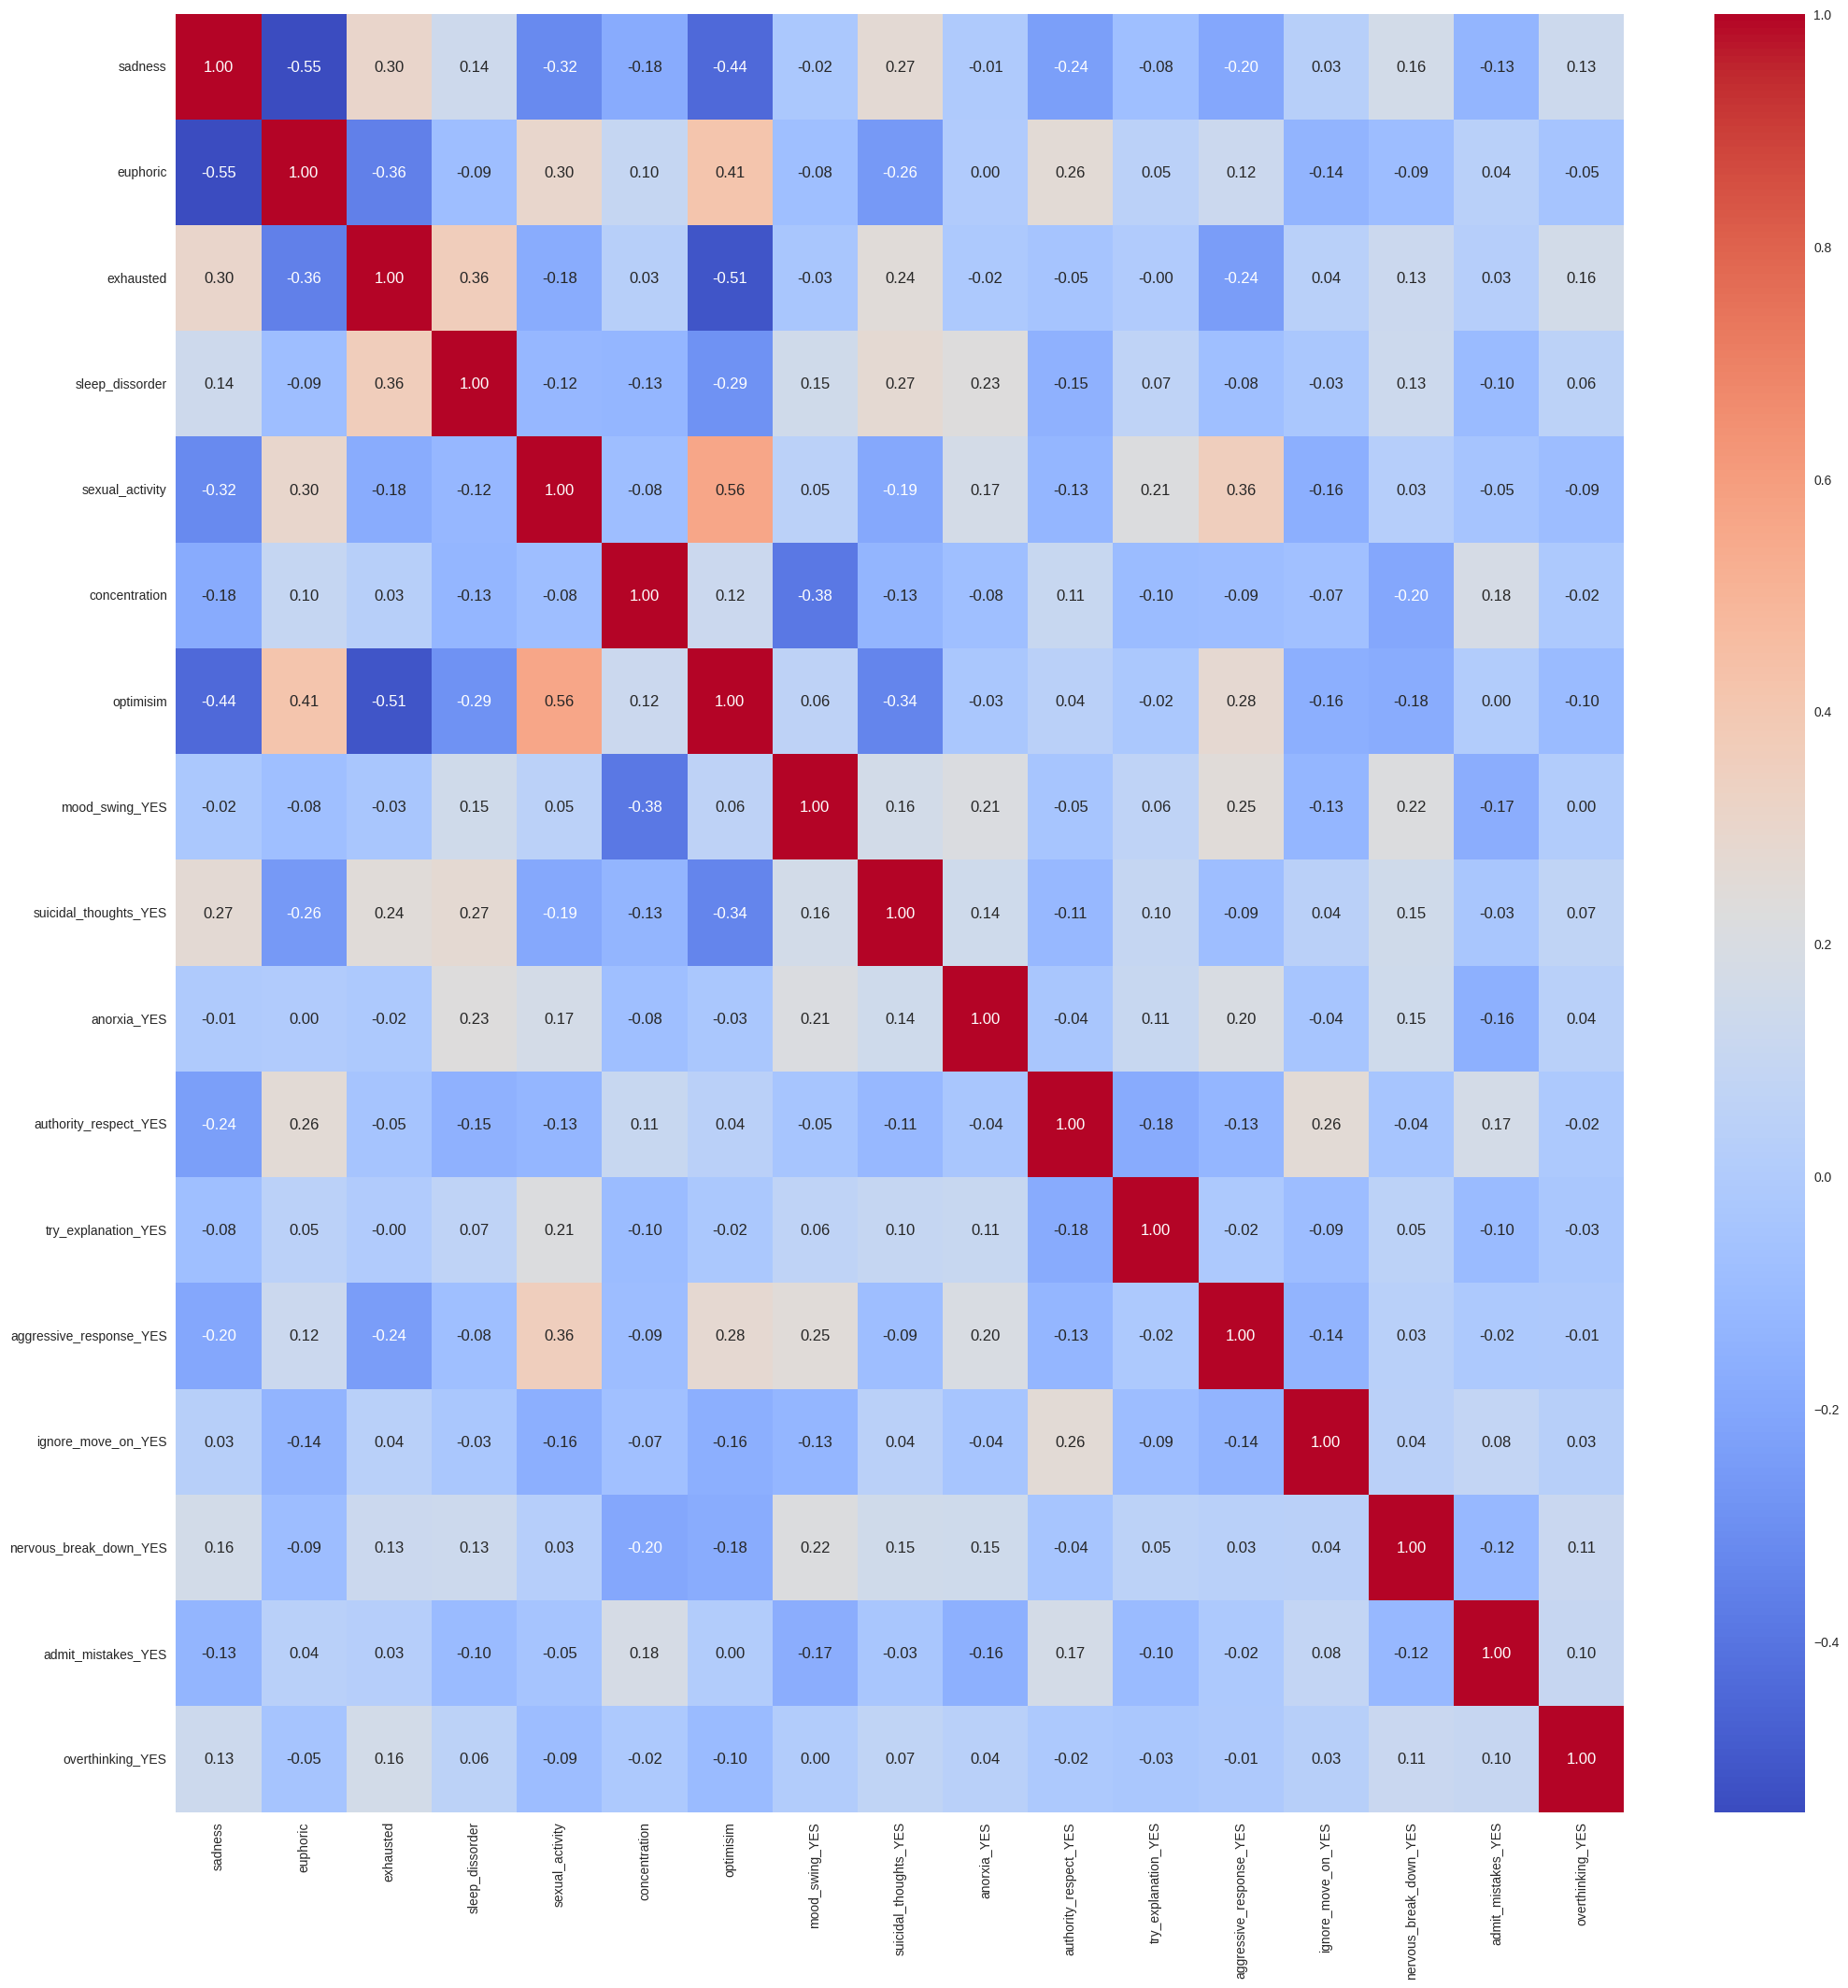 sadness 1.00 -0.55 0.30 0.14 -0.32 -0.18 -0.44 -0.02 0.27 -0.01 -0.24 -0.08 -0.20 0.03 0.16 -0.13 0.13
euphoric -0.55 1.00 -0.36 -0.09 0.30 0.10 0.41 -0.08 -0.26 0.00 0.26 0.05 0.12 -0.14 -0.09 0.04 -0.05
exhausted 0.30 -0.36 1.00 0.36 -0.18 0.03 -0.51 -0.03 0.24 -0.02 -0.05 -0.00 -0.24 0.04 0.13 0.03 0.16
sleep_dissorder 0.14 -0.09 0.36 1.00 -0.12 -0.13 -0.29 0.15 0.27 0.23 -0.15 0.07 -0.08 -0.03 0.13 -0.10 0.06
sexual_activity -0.32 0.30 -0.18 -0.12 1.00 -0.08 0.56 0.05 -0.19 0.17 -0.13 0.21 0.36 -0.16 0.03 -0.05 -0.09
concentration -0.18 0.10 0.03 -0.13 -0.08 1.00 0.12 -0.38 -0.13 -0.08 0.11 -0.10 -0.09 -0.07 -0.20 0.18 -0.02
optimisim -0.44 0.41 -0.51 -0.29 0.56 0.12 1.00 0.06 -0.34 -0.03 0.04 -0.02 0.28 -0.16 -0.18 0.00 -0.10
mood_swing_YES -0.02 -0.08 -0.03 0.15 0.05 -0.38 0.06 1.00 0.16 0.21 -0.05 0.06 0.25 -0.13 0.22 -0.17 0.00
suicidal_thoughts_YES 0.27 -0.26 0.24 0.27 -0.19 -0.13 -0.34 0.16 1.00 0.14 -0.11 0.10 -0.09 0.04 0.15 -0.03 0.07
anorxia_YES -0.01 0.00 -0.02 0.23 0.17 -0.08 -0.03 0.21 0.14 1.00 -0.04 0.11 0.20 -0.04 0.15 -0.16 0.04
authority_respect_YES -0.24 0.26 -0.05 -0.15 -0.13 0.11 0.04 -0.05 -0.11 -0.04 1.00 -0.18 -0.13 0.26 -0.04 0.17 -0.02
try_explanation_YES -0.08 0.05 -0.00 0.07 0.21 -0.10 -0.02 0.06 0.10 0.11 -0.18 1.00 -0.02 -0.09 0.05 -0.10 -0.03
aggressive_response_YES -0.20 0.12 -0.24 -0.08 0.36 -0.09 0.28 0.25 -0.09 0.20 -0.13 -0.02 1.00 -0.14 0.03 -0.02 -0.01
ignore_move_on_YES 0.03 -0.14 0.04 -0.03 -0.16 -0.07 -0.16 -0.13 0.04 -0.04 0.26 -0.09 -0.14 1.00 0.04 0.08 0.03
nervous_break_down_YES 0.16 -0.09 0.13 0.13 0.03 -0.20 -0.18 0.22 0.15 0.15 -0.04 0.05 0.03 0.04 1.00 -0.12 0.11
admit_mistakes_YES -0.13 0.04 0.03 -0.10 -0.05 0.18 0.00 -0.17 -0.03 -0.16 0.17 -0.10 -0.02 0.08 -0.12 1.00 0.10
overthinking_YES 0.13 -0.05 0.16 0.06 -0.09 -0.02 -0.10 0.00 0.07 0.04 -0.02 -0.03 -0.01 0.03 0.11 0.10 1.00
sadness
euphoric
exhausted
sleep_dissorder
sexual_activity
concentration
optimisim
mood_swing_YES
suicidal_thoughts_YES
anorxia_YES
authority_respect_YES
try_explanation_YES
aggressive_response_YES
ignore_move_on_YES
nervous_break_down_YES
admit_mistakes_YES
overthinking_YES
1.0
0.8
0.6
0.4
0.2
0.0
−0.2
−0.4